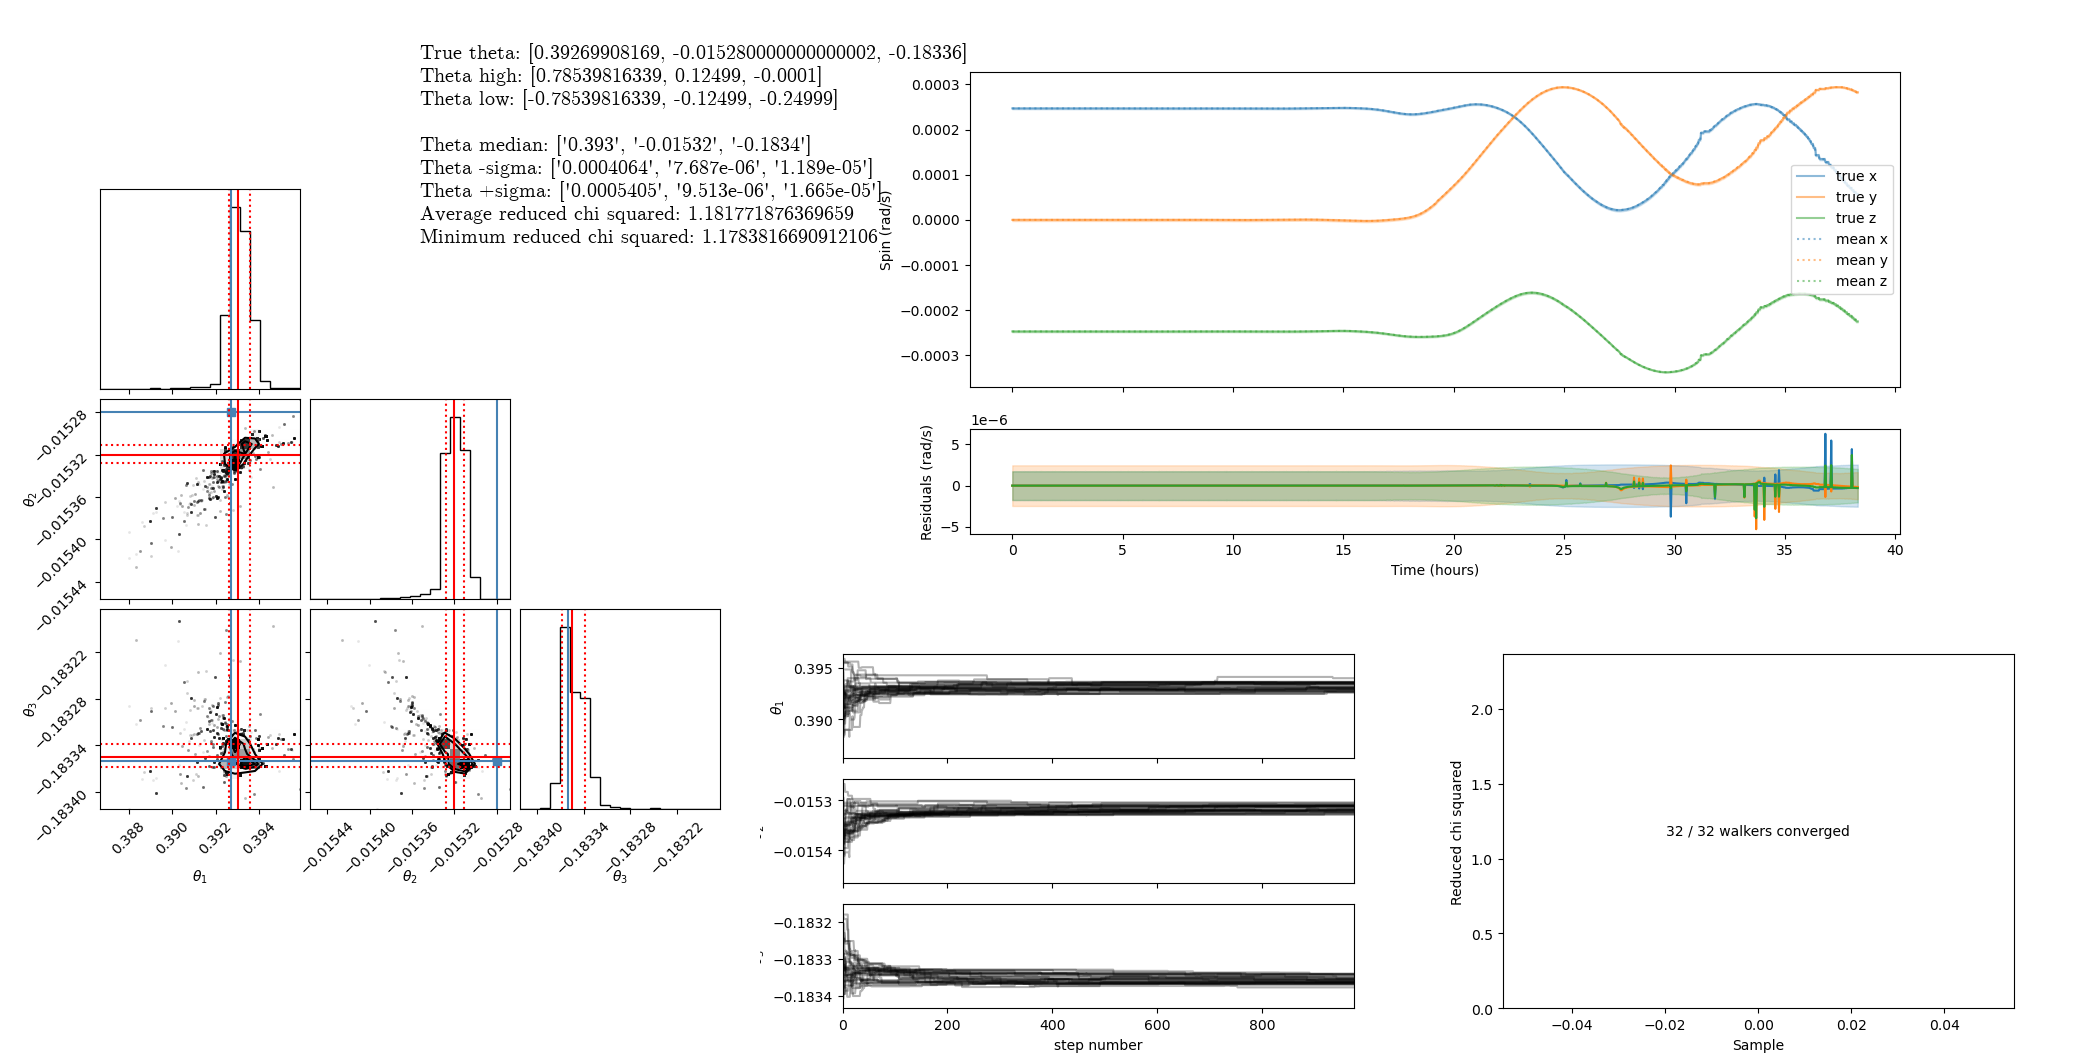 True theta: [0.39269908169, -0.015280000000000002, -0.18336]
Theta high: [0.78539816339, 0.12499, -0.0001]
Theta low: [-0.78539816339, -0.12499, -0.24999]
Theta median: ['0.393', '-0.01532', '-0.1834']
Theta -sigma: ['0.0004064', '7.687e-06', '1.189e-05']
Theta +sigma: ['0.0005405', '9.513e-06', '1.665e-05']
Average reduced chi squared: 1.181771876369659
Minimum reduced chi squared: 1.1783816690912106
0.0003
0.0002
0.0001
0.0000
−0.0001
−0.0002
−0.0003
Spin (rad/s)
true x
true y
true z
mean x
mean y
mean z
1e−6
5
0
−5
Residuals (rad/s)
0 5 10 15 20 25 30 35 40
Time (hours)
−0.01528
−0.01532
−0.01536
−0.01540
−0.01544
θ2
−0.18322
−0.18328
−0.18334
−0.18340
θ3
0.388 0.390 0.392 0.394
θ1
−0.01544 −0.01540 −0.01536 −0.01532 −0.01528
θ2
−0.18340 −0.18334 −0.18328 −0.18322
θ3
0.395
0.390
θ1
−0.0153
−0.0154
−0.0182
−0.1833
−0.1834
0 200 400 600 800
step number
2.0
1.5
1.0
0.5
0.0
Reduced chi squared
32 / 32 walkers converged
−0.04 −0.02 0.00 0.02 0.04
Sample